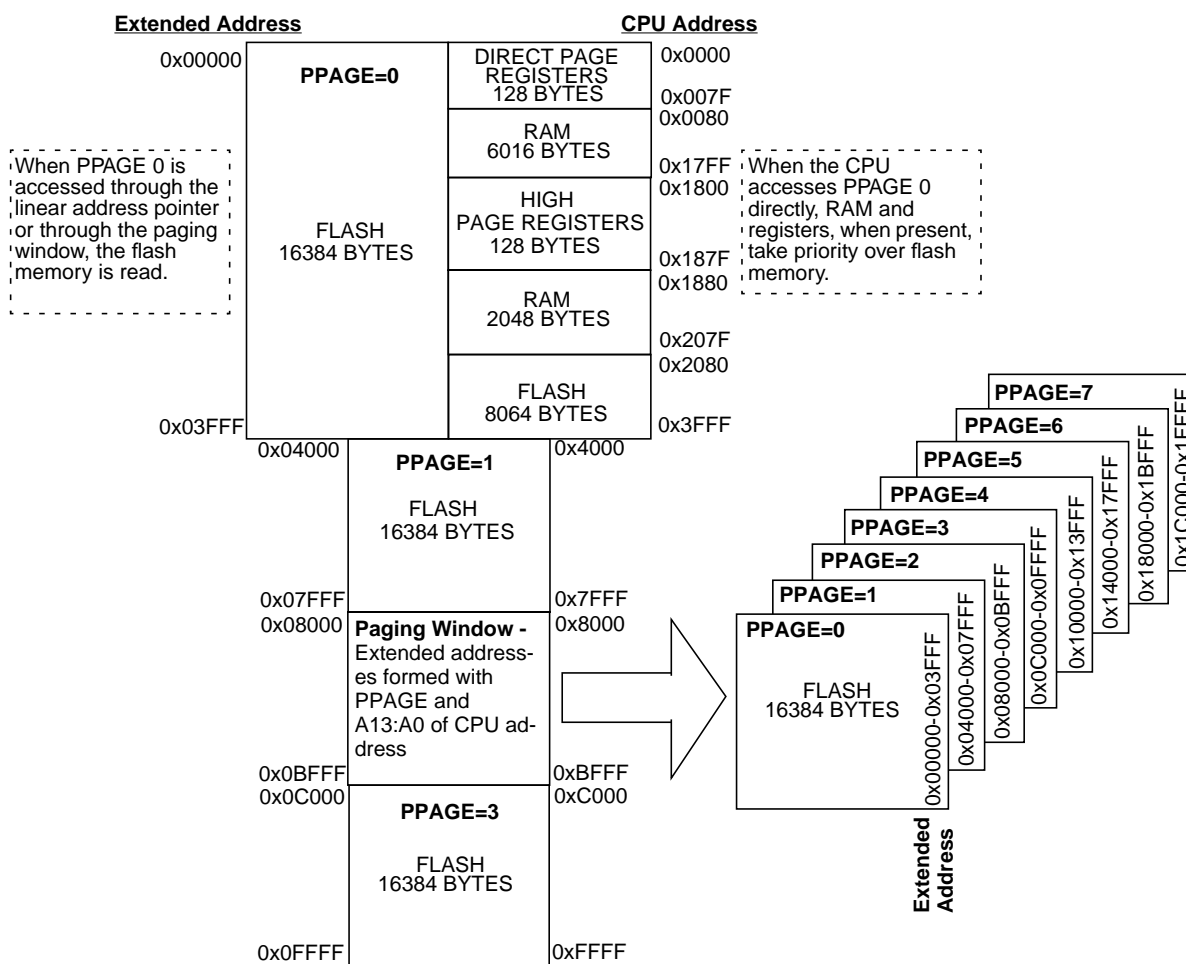 Extended Address
CPU Address
0x00000
PPAGE=0
FLASH
16384 BYTES
0x03FFF
DIRECT PAGE
REGISTERS
128 BYTES
0x0000
0x007F
RAM
6016 BYTES
0x0080
0x17FF
HIGH
PAGE REGISTERS
128 BYTES
0x1800
0x187F
RAM
2048 BYTES
0x1880
0x207F
FLASH
8064 BYTES
0x2080
0x3FFF
When PPAGE 0 is
accessed through the
linear address pointer
or through the paging
window, the flash
memory is read.
When the CPU
accesses PPAGE 0
directly, RAM and
registers, when present,
take priority over flash
memory.
0x04000
PPAGE=1
0x4000
FLASH
16384 BYTES
0x07FFF
0x7FFF
0x08000
Paging Window -
0x8000
Extended address-
es formed with
PPAGE and
A13:A0 of CPU ad-
dress
0x0BFFF
0xBFFF
0x0C000
0xC000
PPAGE=3
FLASH
16384 BYTES
0x0FFFF
0xFFFF
PPAGE=7
0x1C000-0x1FFFF
PPAGE=6
0x18000-0x1BFFF
PPAGE=5
0x14000-0x17FFF
PPAGE=4
0x10000-0x13FFF
PPAGE=3
0x0C000-0x0FFFF
PPAGE=2
0x08000-0x0BFFF
PPAGE=1
0x04000-0x07FFF
PPAGE=0
FLASH
16384 BYTES
0x00000-0x03FFF
Extended
Address